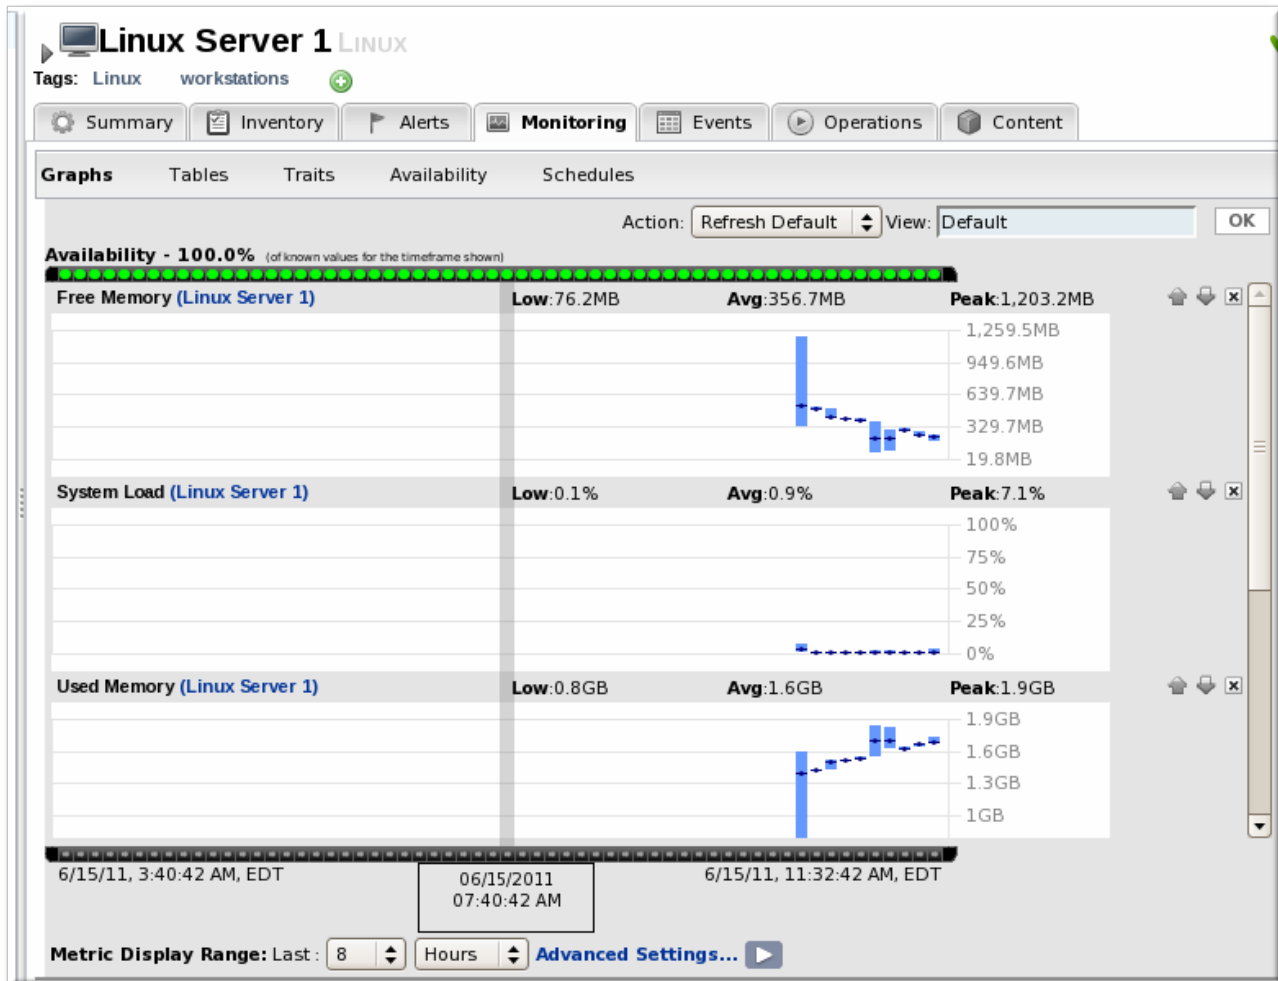 Linux Server 1 LINUX
Tags: Linux workstations
Summary Inventory Alerts Monitoring Events Operations Content
Graphs Tables Traits Availability Schedules
Action: Refresh Default View: Default OK
Availability - 100.0% (of known values for the timeframe shown)
Free Memory (Linux Server 1) Low:76.2MB Avg:356.7MB Peak:1,203.2MB
1,259.5MB
949.6MB
639.7MB
329.7MB
19.8MB
System Load (Linux Server 1) Low:0.1% Avg:0.9% Peak:7.1%
100%
75%
50%
25%
0%
Used Memory (Linux Server 1) Low:0.8GB Avg:1.6GB Peak:1.9GB
1.9GB
1.6GB
1.3GB
1GB
6/15/11, 3:40:42 AM, EDT 06/15/2011 6/15/11, 11:32:42 AM, EDT
07:40:42 AM
Metric Display Range: Last : 8 Hours Advanced Settings...